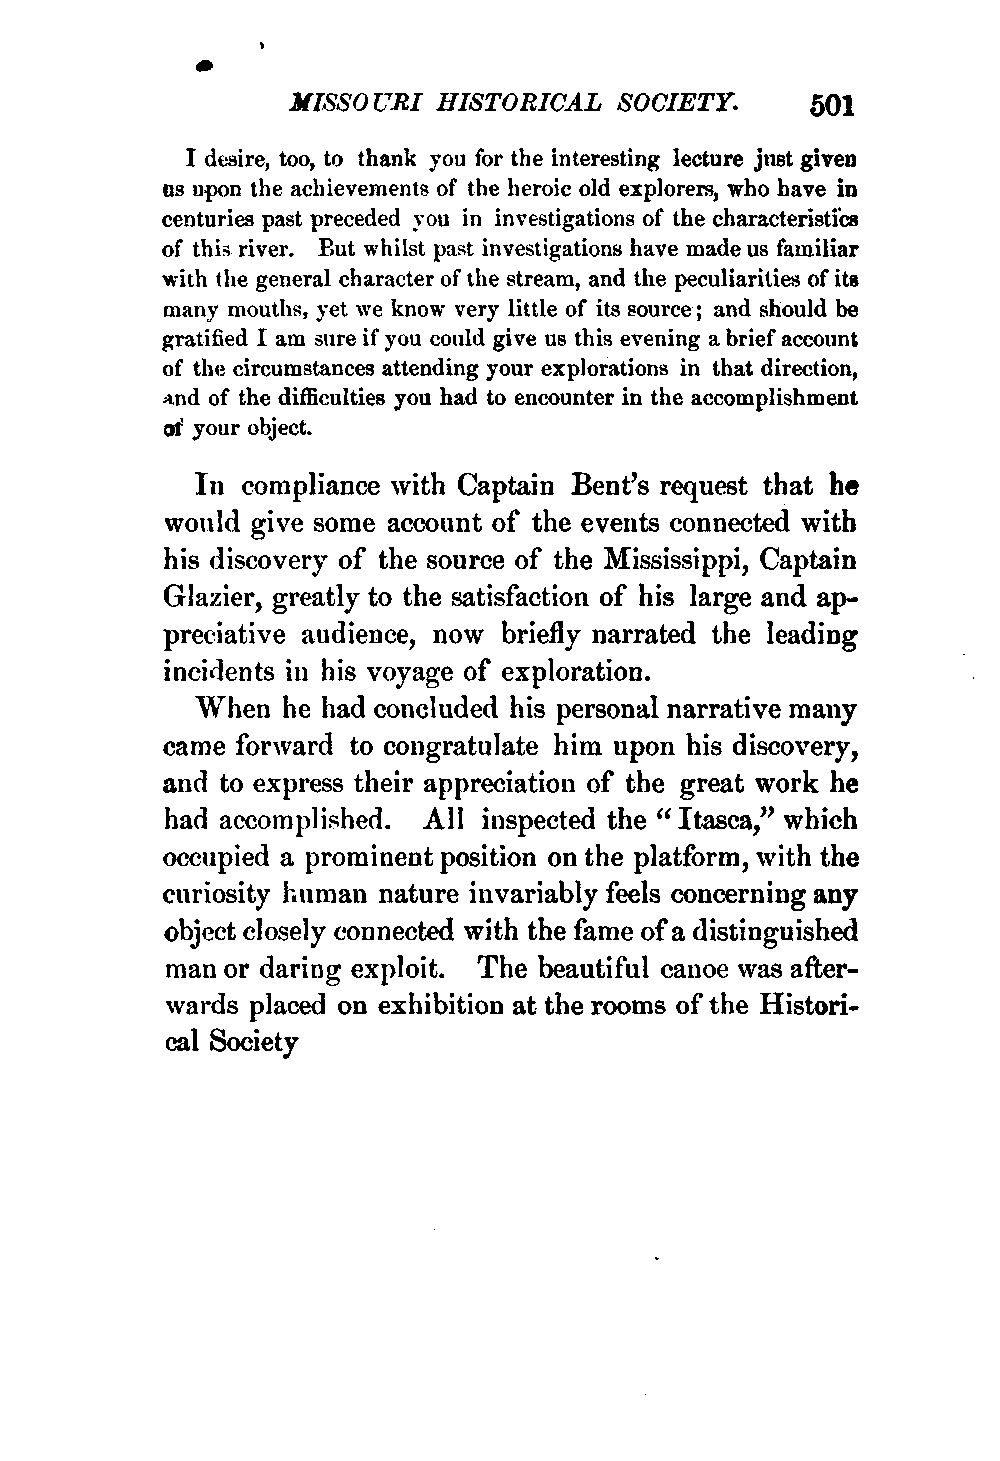 MISSOURI HISTORICAL SOCIETY. 501
I desire, too, to thank you for the interesting lecture just given
us upon the achievements of the heroic old explorers, who have in
centuries past preceded you in investigations of the characteristics
of this river. But whilst past investigations have made us familiar
with the general character of the stream, and the peculiarities of its
many mouths, yet we know very little of its source; and should be
gratified I am sure if you could give us this evening a brief account
of the circumstances attending your explorations in that direction,
and of the difficulties you had to encounter in the accomplishment
of your object.
In compliance with Captain Bent's request that he
would give some account of the events connected with
his discovery of the source of the Mississippi, Captain
Glazier, greatly to the satisfaction of his large and ap-
preciative audience, now briefly narrated the leading
incidents in his voyage of exploration.
When he had concluded his personal narrative many
came forward to congratulate him upon his discovery,
and to express their appreciation of the great work he
had accomplished. All inspected the "Itasca," which
occupied a prominent position on the platform, with the
curiosity human nature invariably feels concerning any
object closely connected with the fame of a distinguished
man or daring exploit. The beautiful canoe was after-
wards placed on exhibition at the rooms of the Histori-
cal Society